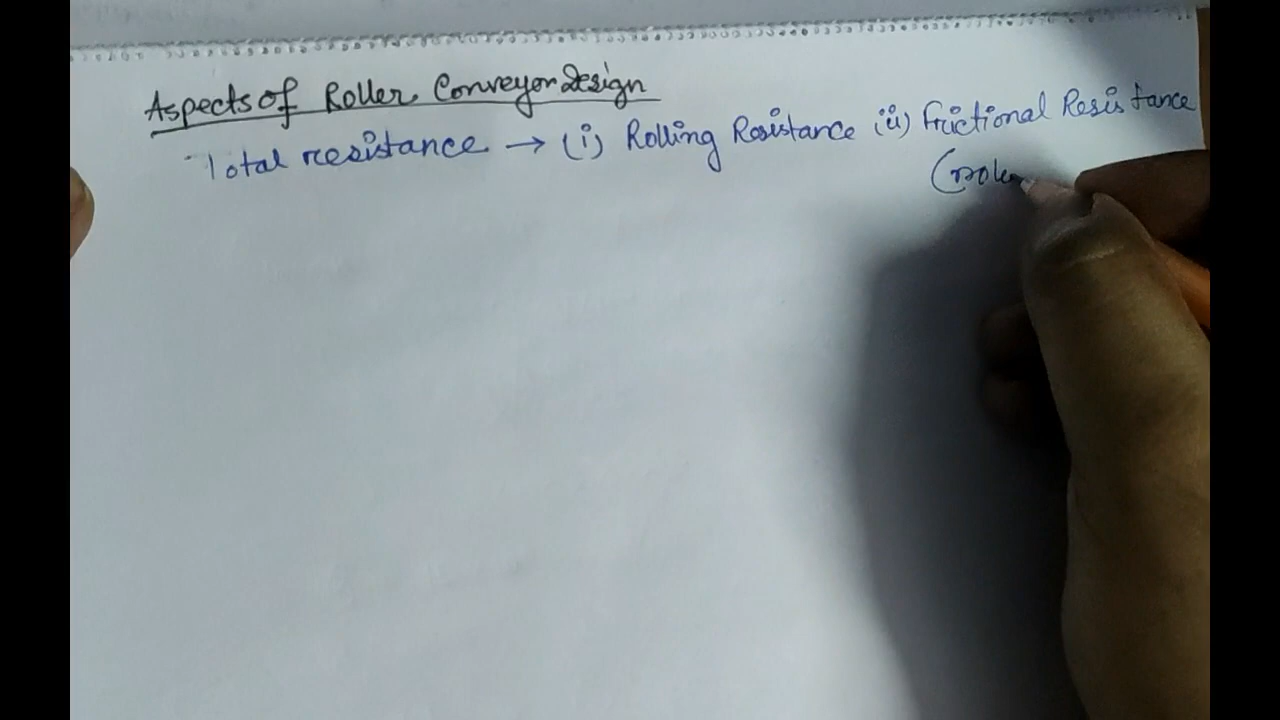 Aspects of Roller Conveyor Design
Total resistance → (i) Rolling Resistance (ii) Frictional Resistance